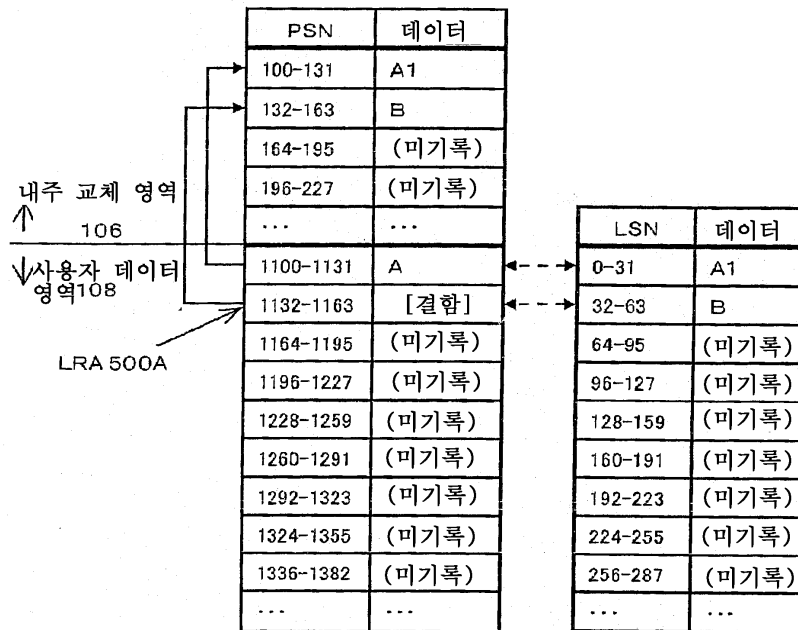 PSN 데이터
100-131 A1
132-163 B
164-195 (미기록)
196-227 (미기록)
... ...
내주 교체 영역
106
사용자 데이터
영역108
LRA 500A
1100-1131 A
1132-1163 [결함]
1164-1195 (미기록)
1196-1227 (미기록)
1228-1259 (미기록)
1260-1291 (미기록)
1292-1323 (미기록)
1324-1355 (미기록)
1336-1382 (미기록)
... ...
LSN 데이터
0-31 A1
32-63 B
64-95 (미기록)
96-127 (미기록)
128-159 (미기록)
160-191 (미기록)
192-223 (미기록)
224-255 (미기록)
256-287 (미기록)
... ...